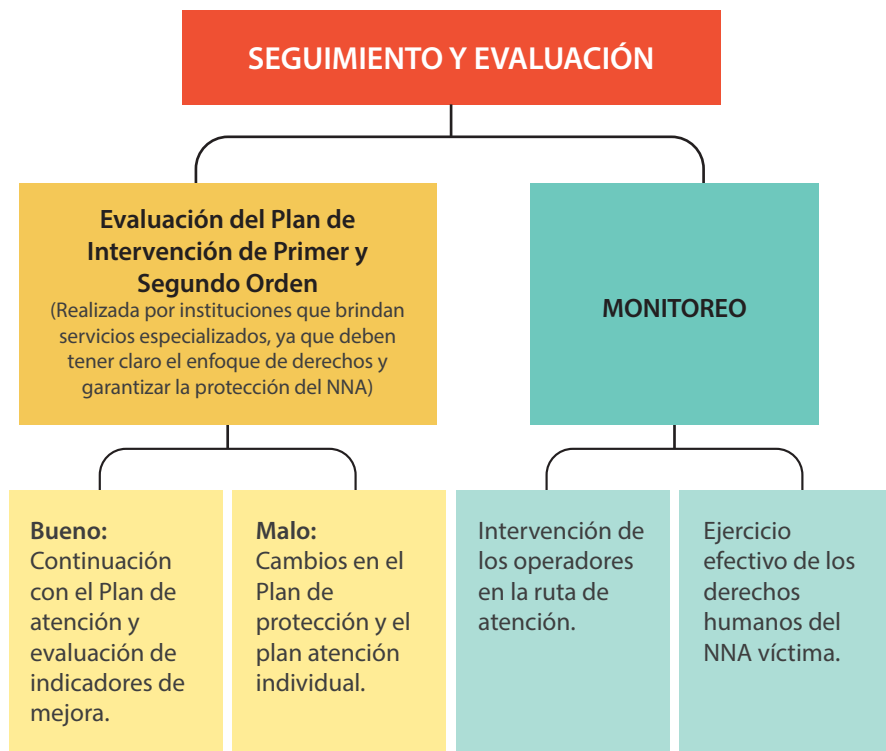 SEGUIMIENTO Y EVALUACIÓN
Evaluación del Plan de
Intervención de Primer y
Segundo Orden
(Realizada por instituciones que brindan
servicios especializados, ya que deben
tener claro el enfoque de derechos y
garantizar la protección del NNA)
MONITOREO
Bueno:
Continuación
con el Plan de
atención y
evaluación de
indicadores de
mejora.
Malo:
Cambios en el
Plan de
protección y el
plan atención
individual.
Intervención de
los operadores
en la ruta de
atención.
Ejercicio
efectivo de los
derechos
humanos del
NNA víctima.